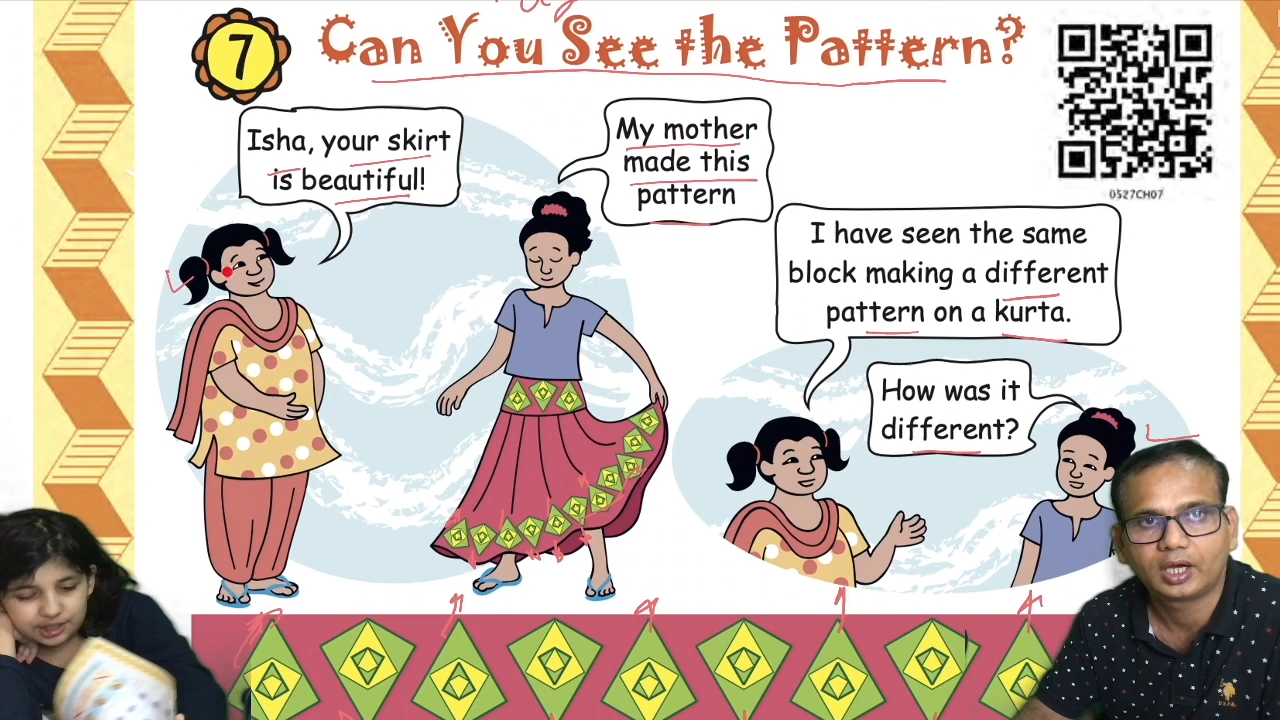 7
Can You See the Pattern?
Isha, your skirt
is beautiful!
My mother
made this
pattern
0527CH07
I have seen the same
block making a different
pattern on a kurta.
How was it
different?